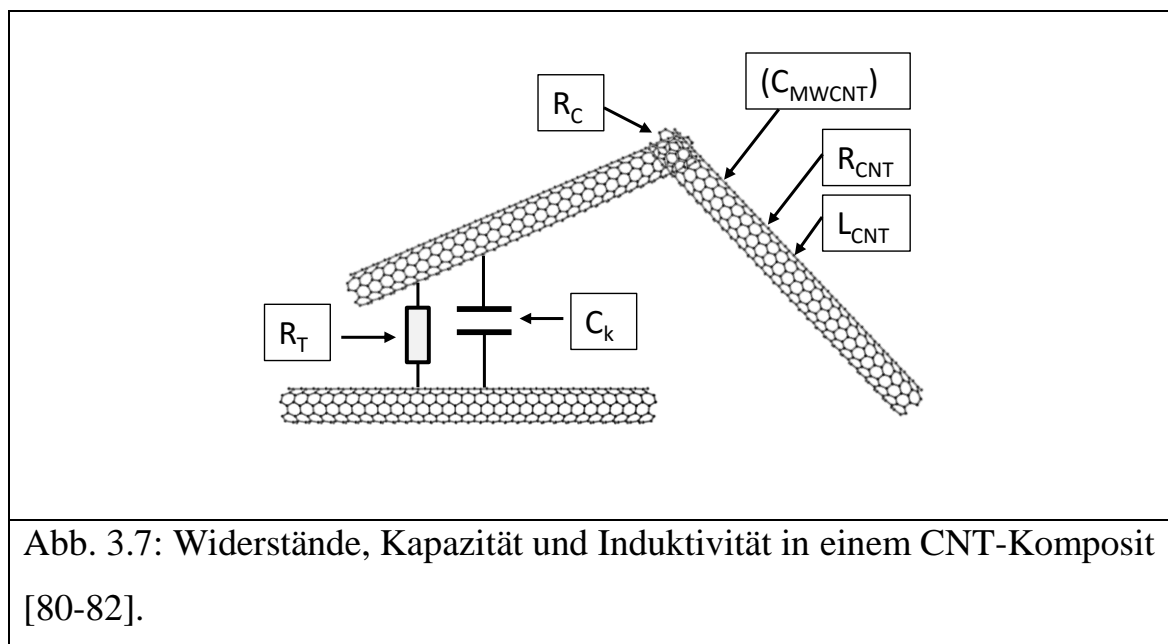 (C_MWCNT)
R_C
R_CNT
L_CNT
R_T
C_k
Abb. 3.7: Widerstände, Kapazität und Induktivität in einem CNT-Komposit
[80-82].